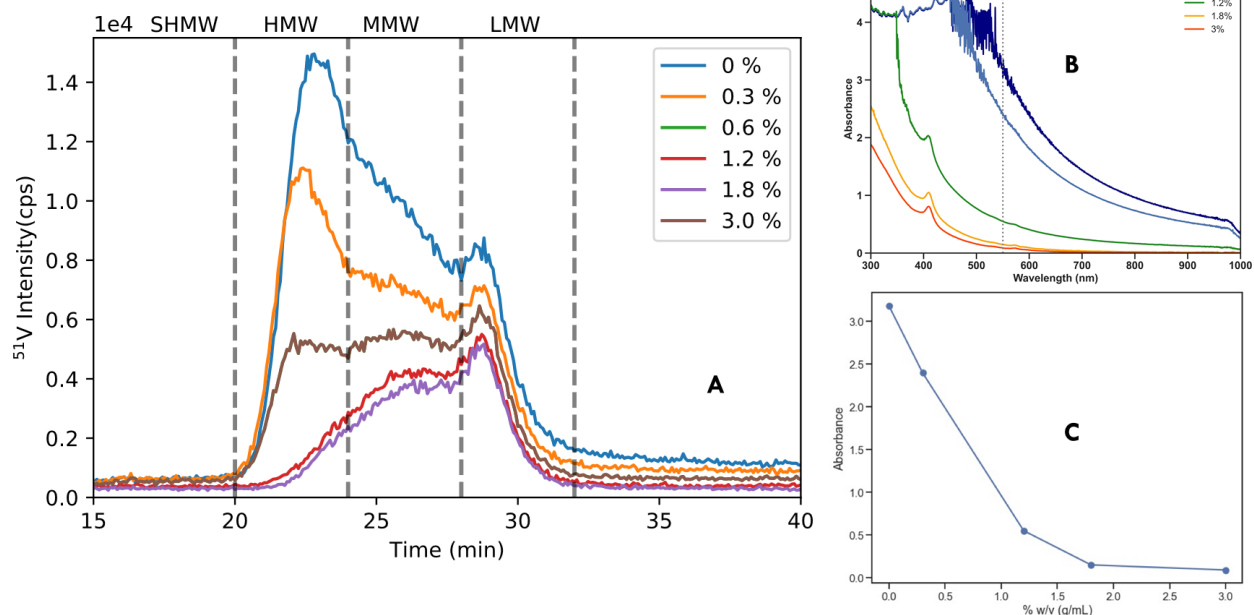 1e4 SHMW HMW MMW LMW
0 %
0.3 %
0.6 %
1.2 %
1.8 %
3.0 %
1.4
1.2
1.0
0.8
0.6
0.4
0.2
0.0
51V Intensity(cps)
15 20 25 30 35 40
Time (min)
A
1.2%
1.8%
3%
4
3
2
1
0
Absorbance
300 400 500 600 700 800 900 1000
Wavelength (nm)
B
3.0
2.5
2.0
1.5
1.0
0.5
0.0
Absorbance
0.0 0.5 1.0 1.5 2.0 2.5 3.0
% w/v (g/mL)
C